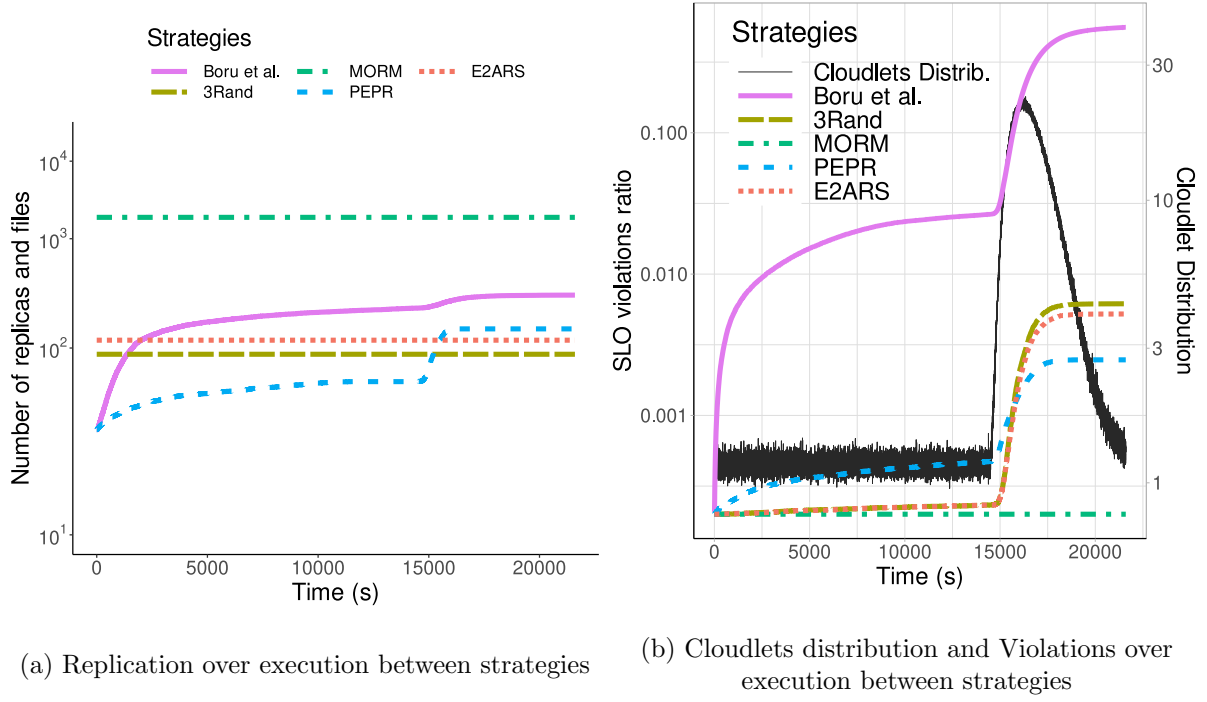 Strategies
Boru et al.
MORM
E2ARS
3Rand
PEPR
Number of replicas and files
10^4
10^3
10^2
10^1
0
5000
10000
15000
20000
Time (s)
(a) Replication over execution between strategies
Strategies
Cloudlets Distrib.
Boru et al.
3Rand
MORM
PEPR
E2ARS
SLO violations ratio
0.100
0.010
0.001
30
10
3
1
Cloudlet Distribution
0
5000
10000
15000
20000
Time (s)
(b) Cloudlets distribution and Violations over
execution between strategies